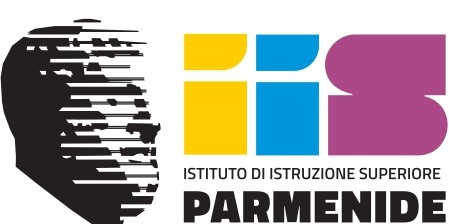 iis
ISTITUTO DI ISTRUZIONE SUPERIORE
PARMENIDE